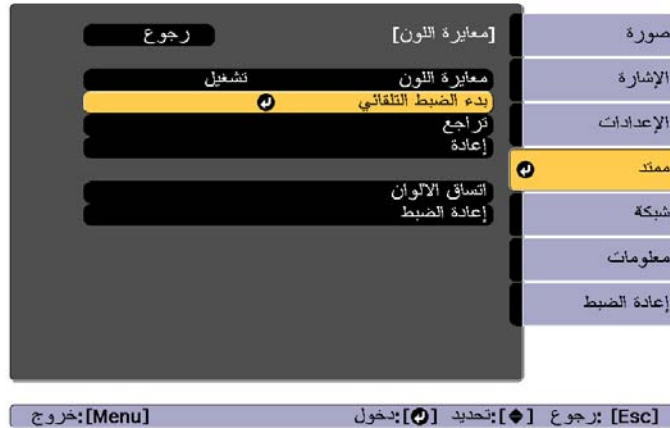 صورة
الإشارة
الإعدادات
ممتد
شبكة
معلومات
إعادة الضبط
[معايرة اللون] رجوع
معايرة اللون تشغيل
بدء الضبط التلقائي
تراجع
إعادة
اتساق الالوان
إعادة الضبط
[Esc] :رجوع [◆]:تحديد [↵]:دخول [Menu]:خروج